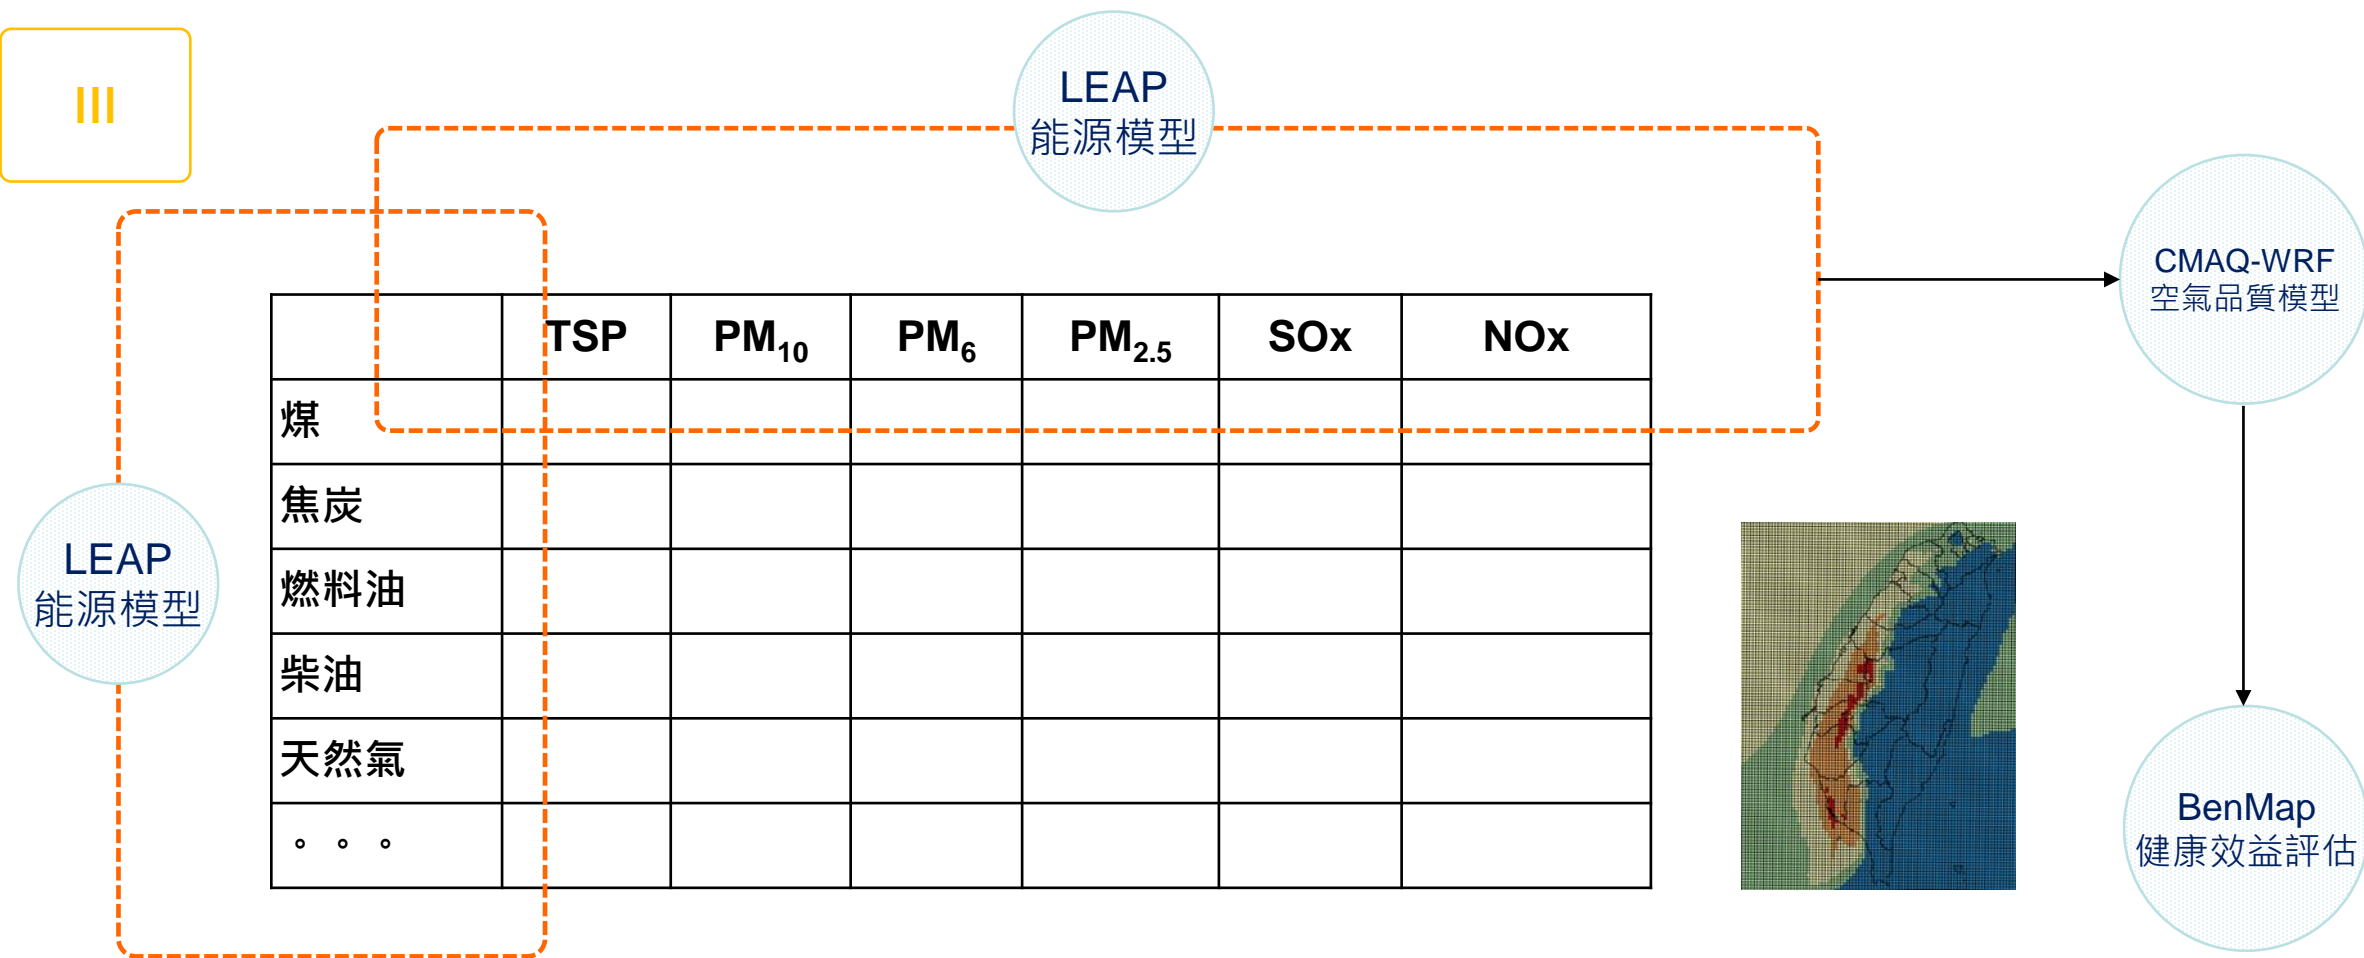 III
LEAP
能源模型
CMAQ-WRF
空氣品質模型
TSP PM10 PM6 PM2.5 SOx NOx
煤
焦炭
燃料油
柴油
天然氣
。。。
LEAP
能源模型
BenMap
健康效益評估